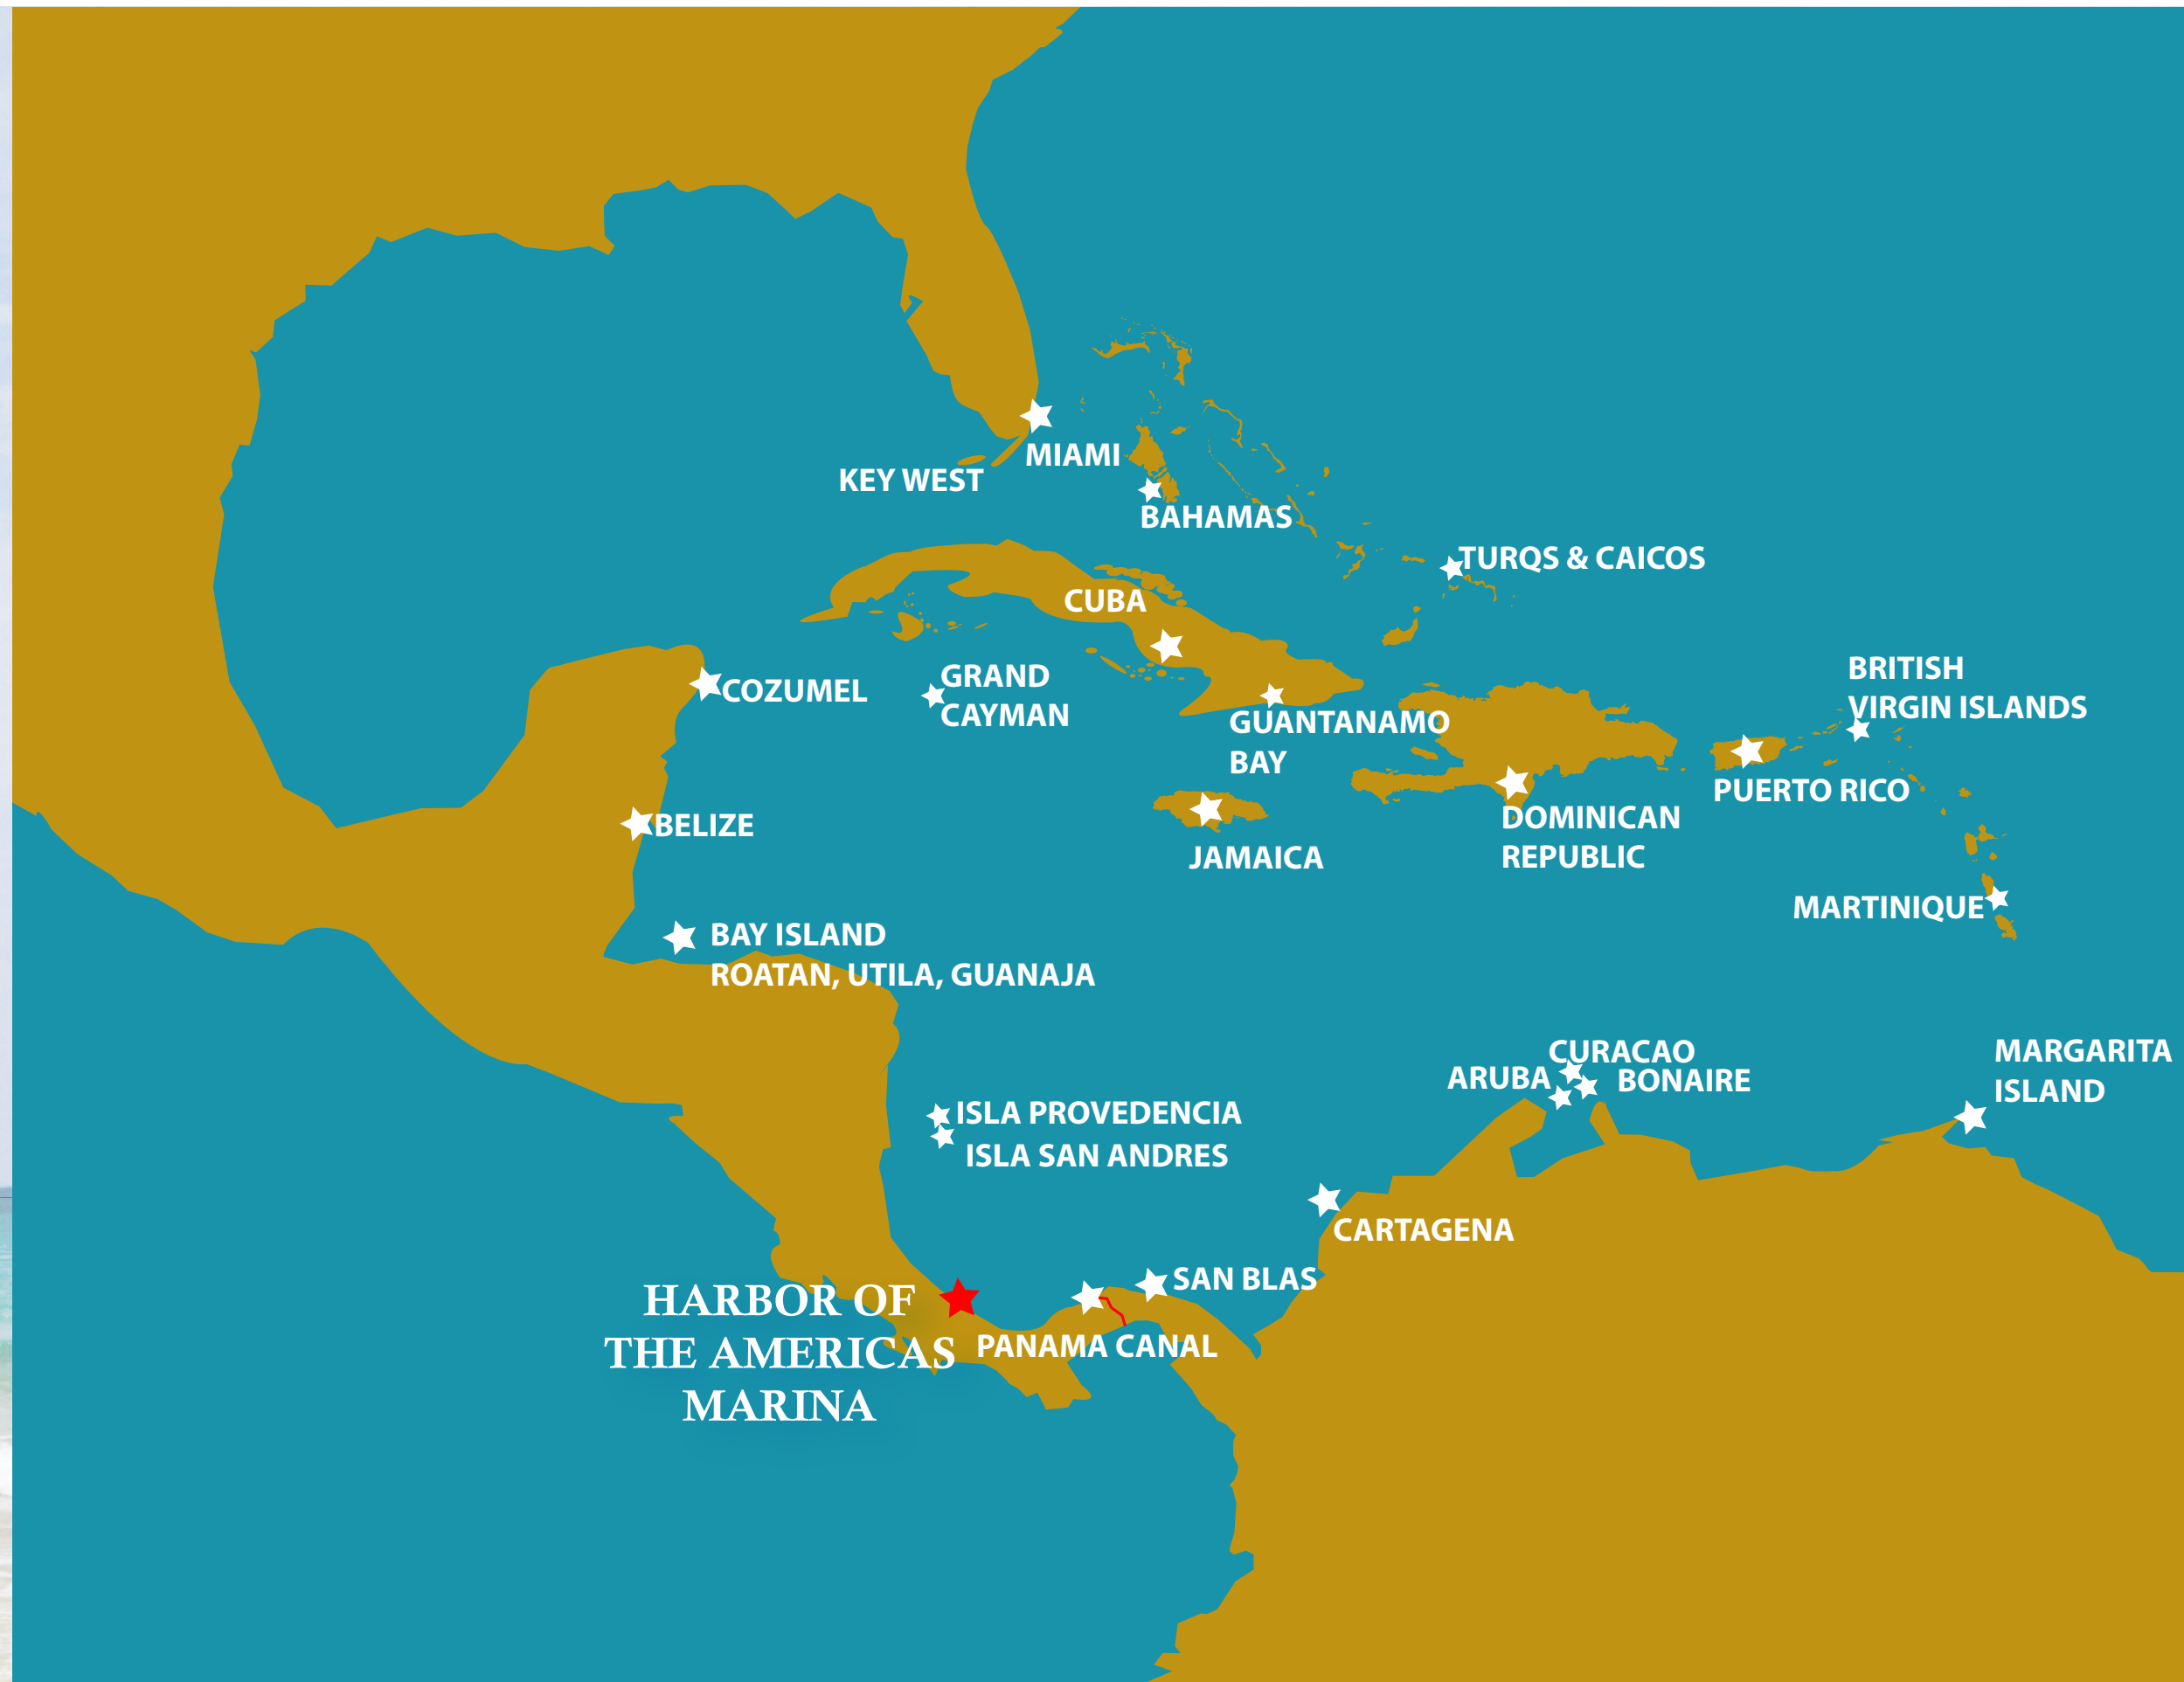 MIAMI
KEY WEST
BAHAMAS
TURQS & CAICOS
CUBA
BRITISH
VIRGIN ISLANDS
COZUMEL
GRAND
CAYMAN
GUANTANAMO
BAY
PUERTO RICO
DOMINICAN
REPUBLIC
BELIZE
JAMAICA
MARTINIQUE
BAY ISLAND
ROATAN, UTILA, GUANAJA
CURACAO
ARUBA
BONAIRE
MARGARITA
ISLAND
ISLA PROVEDENCIA
ISLA SAN ANDRES
CARTAGENA
SAN BLAS
HARBOR OF
THE AMERICAS
MARINA
PANAMA CANAL